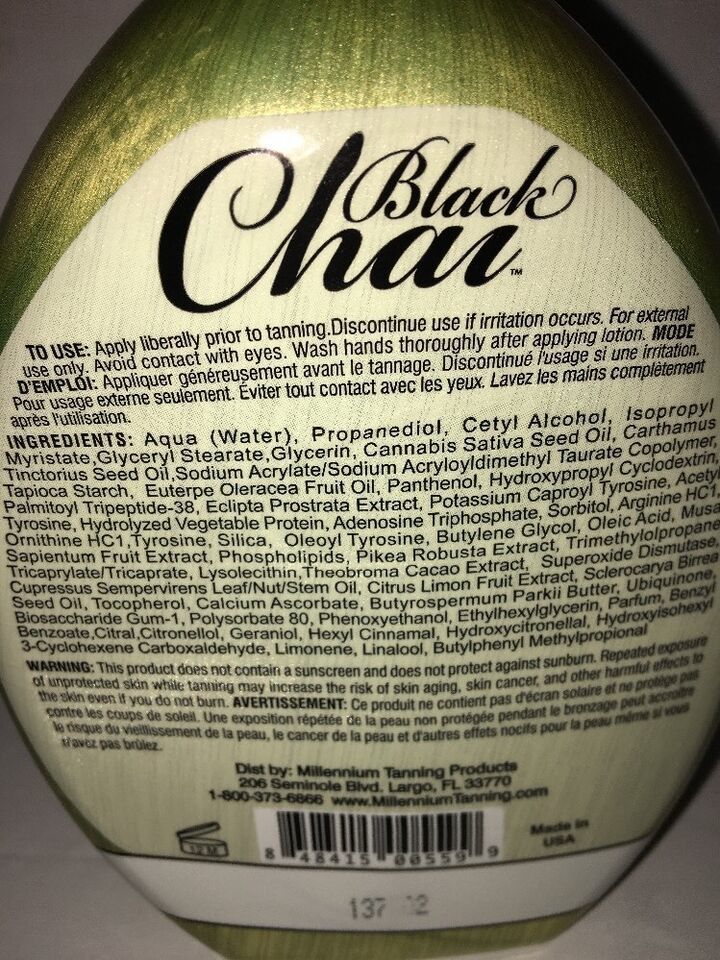 Black
Chai™
TO USE: Apply liberally prior to tanning.Discontinue use if irritation occurs. For external
use only. Avoid contact with eyes. Wash hands thoroughly after applying lotion. MODE
D'EMPLOI: Appliquer généreusement avant le tannage. Discontinué l'usage si une irritation.
Pour usage externe seulement. Éviter tout contact avec les yeux. Lavez les mains complètement
après l'utilisation.
INGREDIENTS: Aqua (Water), Propanediol, Cetyl Alcohol, Isopropyl
Myristate,Glyceryl Stearate,Glycerin, Cannabis Sativa Seed Oil, Carthamus
Tinctorius Seed Oil,Sodium Acrylate/Sodium Acryloyldimethyl Taurate Copolymer,
Tapioca Starch, Euterpe Oleracea Fruit Oil, Panthenol, Hydroxypropyl Cyclodextrin,
Palmitoyl Tripeptide-38, Eclipta Prostrata Extract, Potassium Caproyl Tyrosine, Acetyl
Tyrosine, Hydrolyzed Vegetable Protein, Adenosine Triphosphate, Sorbitol, Arginine HC1,
Ornithine HC1,Tyrosine, Silica, Oleoyl Tyrosine, Butylene Glycol, Oleic Acid, Musa
Sapientum Fruit Extract, Phospholipids, Pikea Robusta Extract, Trimethylolpropane
Tricaprylate/Tricaprate, Lysolecithin,Theobroma Cacao Extract, Superoxide Dismutase,
Cupressus Sempervirens Leaf/Nut/Stem Oil, Citrus Limon Fruit Extract, Sclerocarya Birrea
Seed Oil, Tocopherol, Calcium Ascorbate, Butyrospermum Parkii Butter, Ubiquinone,
Biosaccharide Gum-1, Polysorbate 80, Phenoxyethanol, Ethylhexylglycerin, Parfum, Benzyl
Benzoate,Citral,Citronellol, Geraniol, Hexyl Cinnamal, Hydroxycitronellal, Hydroxyisohexyl
3-Cyclohexene Carboxaldehyde, Limonene, Linalool, Butylphenyl Methylpropional
WARNING: This product does not contain a sunscreen and does not protect against sunburn. Repeated exposure
of unprotected skin while tanning may increase the risk of skin aging, skin cancer, and other harmful effects to
the skin even if you do not burn. AVERTISSEMENT: Ce produit ne contient pas d'écran solaire et ne protège pas
contre les coups de soleil. Une exposition répétée de la peau non protégée pendant le bronzage peut accroître
le risque du vieillissement de la peau, le cancer de la peau et d'autres effets nocifs pour la peau même si vous
n'avez pas brûlez.
Dist by: Millennium Tanning Products
206 Seminole Blvd. Largo, FL 33770
1-800-373-6866 www.MillenniumTanning.com
12 M
Made in
USA
8 48415 00559 9
137 12